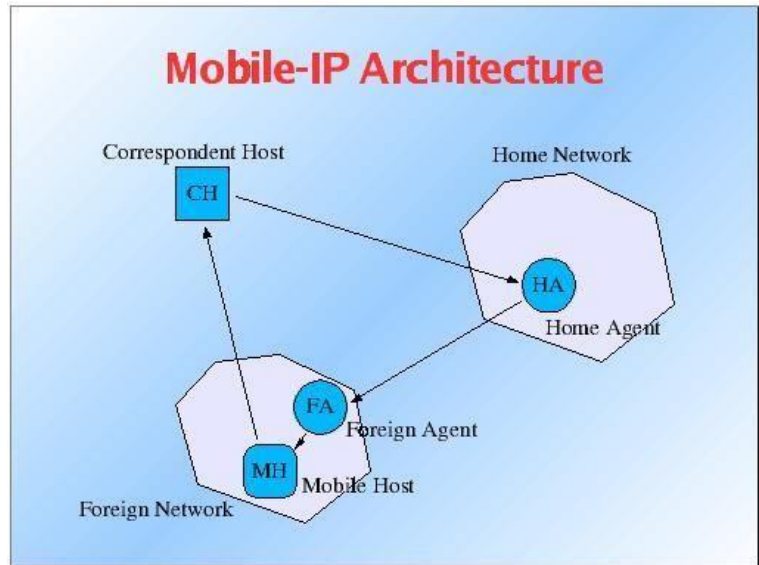 Mobile-IP Architecture
Correspondent Host
Home Network
CH
HA
Home Agent
FA
Foreign Agent
MH
Mobile Host
Foreign Network